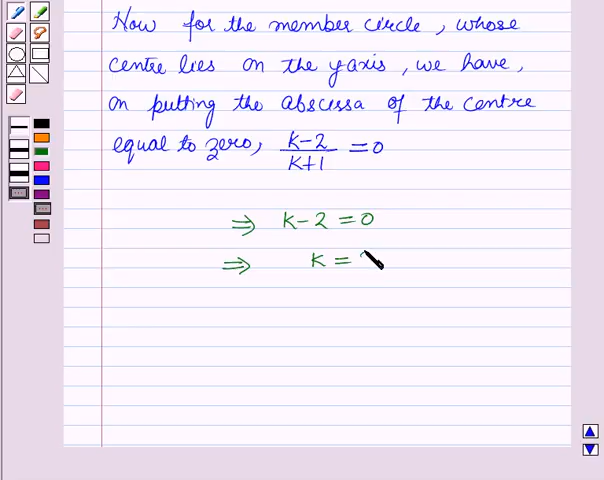 Now for the member circle, whose
centre lies on the y axis, we have,
on putting the abscissa of the centre
equal to zero, k-2/k+1 = 0
⇒ k-2 = 0
⇒ k =